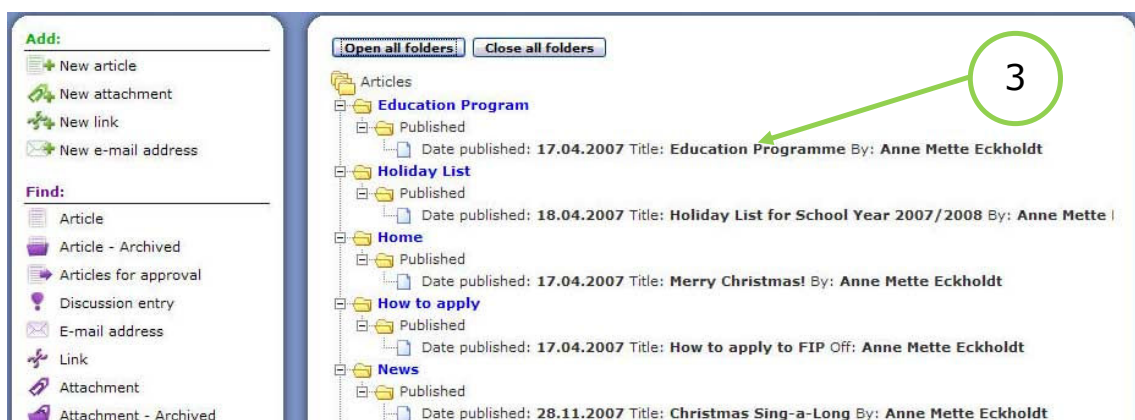 Add:
New article
New attachment
New link
New e-mail address
Find:
Article
Article - Archived
Articles for approval
Discussion entry
E-mail address
Link
Attachment
Attachment - Archived
Open all folders Close all folders
Articles
3
Education Program
Published
Date published: 17.04.2007 Title: Education Programme By: Anne Mette Eckholdt
Holiday List
Published
Date published: 18.04.2007 Title: Holiday List for School Year 2007/2008 By: Anne Mette
Home
Published
Date published: 17.04.2007 Title: Merry Christmas! By: Anne Mette Eckholdt
How to apply
Published
Date published: 17.04.2007 Title: How to apply to FIP Off: Anne Mette Eckholdt
News
Published
Date published: 28.11.2007 Title: Christmas Sing-a-Long By: Anne Mette Eckholdt